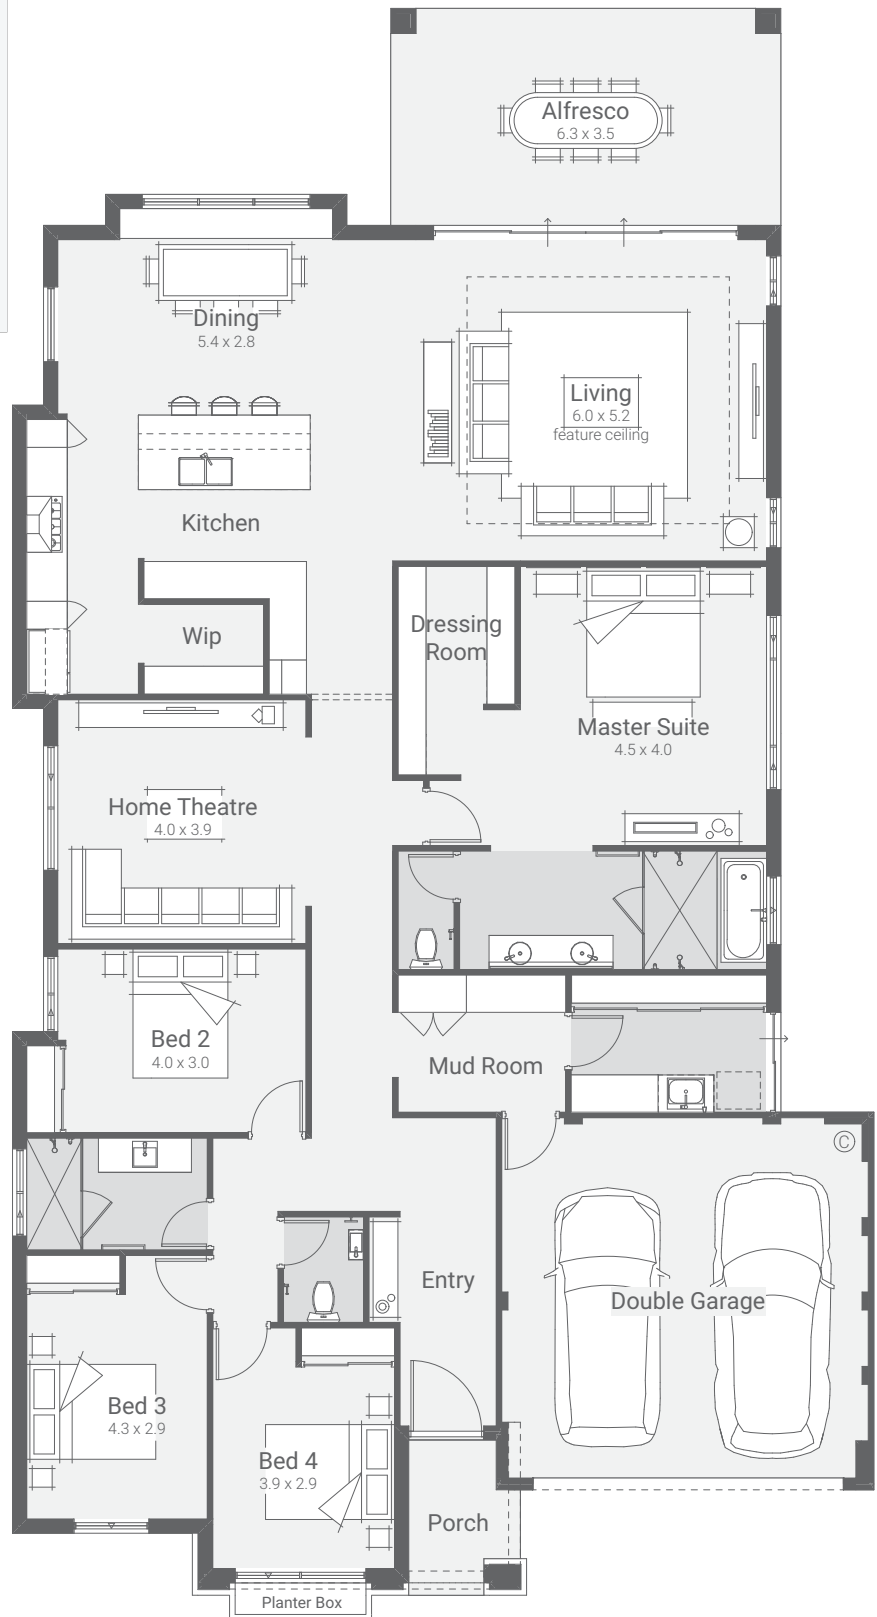 Alfresco
6.3 x 3.5
Dining
5.4 x 2.8
Living
6.0 x 5.2
feature ceiling
Kitchen
Wip
Dressing
Room
Master Suite
4.5 x 4.0
Home Theatre
4.0 x 3.9
Bed 2
4.0 x 3.0
Mud Room
C
Entry
Double Garage
Bed 3
4.3 x 2.9
Bed 4
3.9 x 2.9
Porch
Planter Box